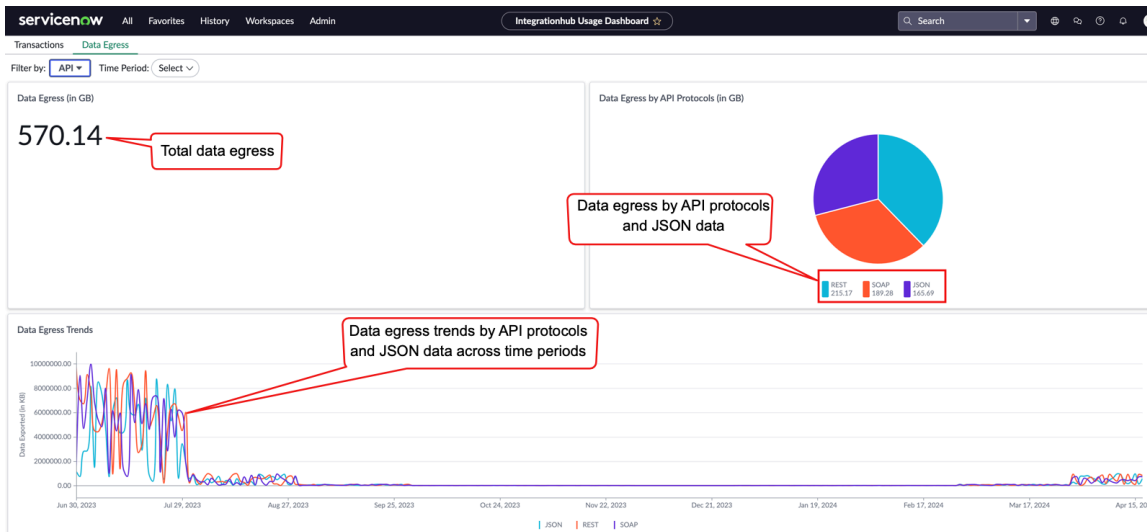 servicenow All Favorites History Workspaces Admin Integrationhub Usage Dashboard ☆ Search
Transactions Data Egress
Filter by: API Time Period: Select
Data Egress (in GB)
570.14
Total data egress
Data Egress by API Protocols (in GB)
Data egress by API protocols
and JSON data
REST SOAP JSON
215.17 189.28 165.69
Data Egress Trends
Data egress trends by API protocols
and JSON data across time periods
Data Exported (in KB)
10000000.00
8000000.00
6000000.00
4000000.00
2000000.00
0.00
Jun 30, 2023 Jul 29, 2023 Aug 27, 2023 Sep 25, 2023 Oct 24, 2023 Nov 22, 2023 Dec 21, 2023 Jan 19, 2024 Feb 17, 2024 Mar 17, 2024 Apr 15, 20
JSON REST SOAP